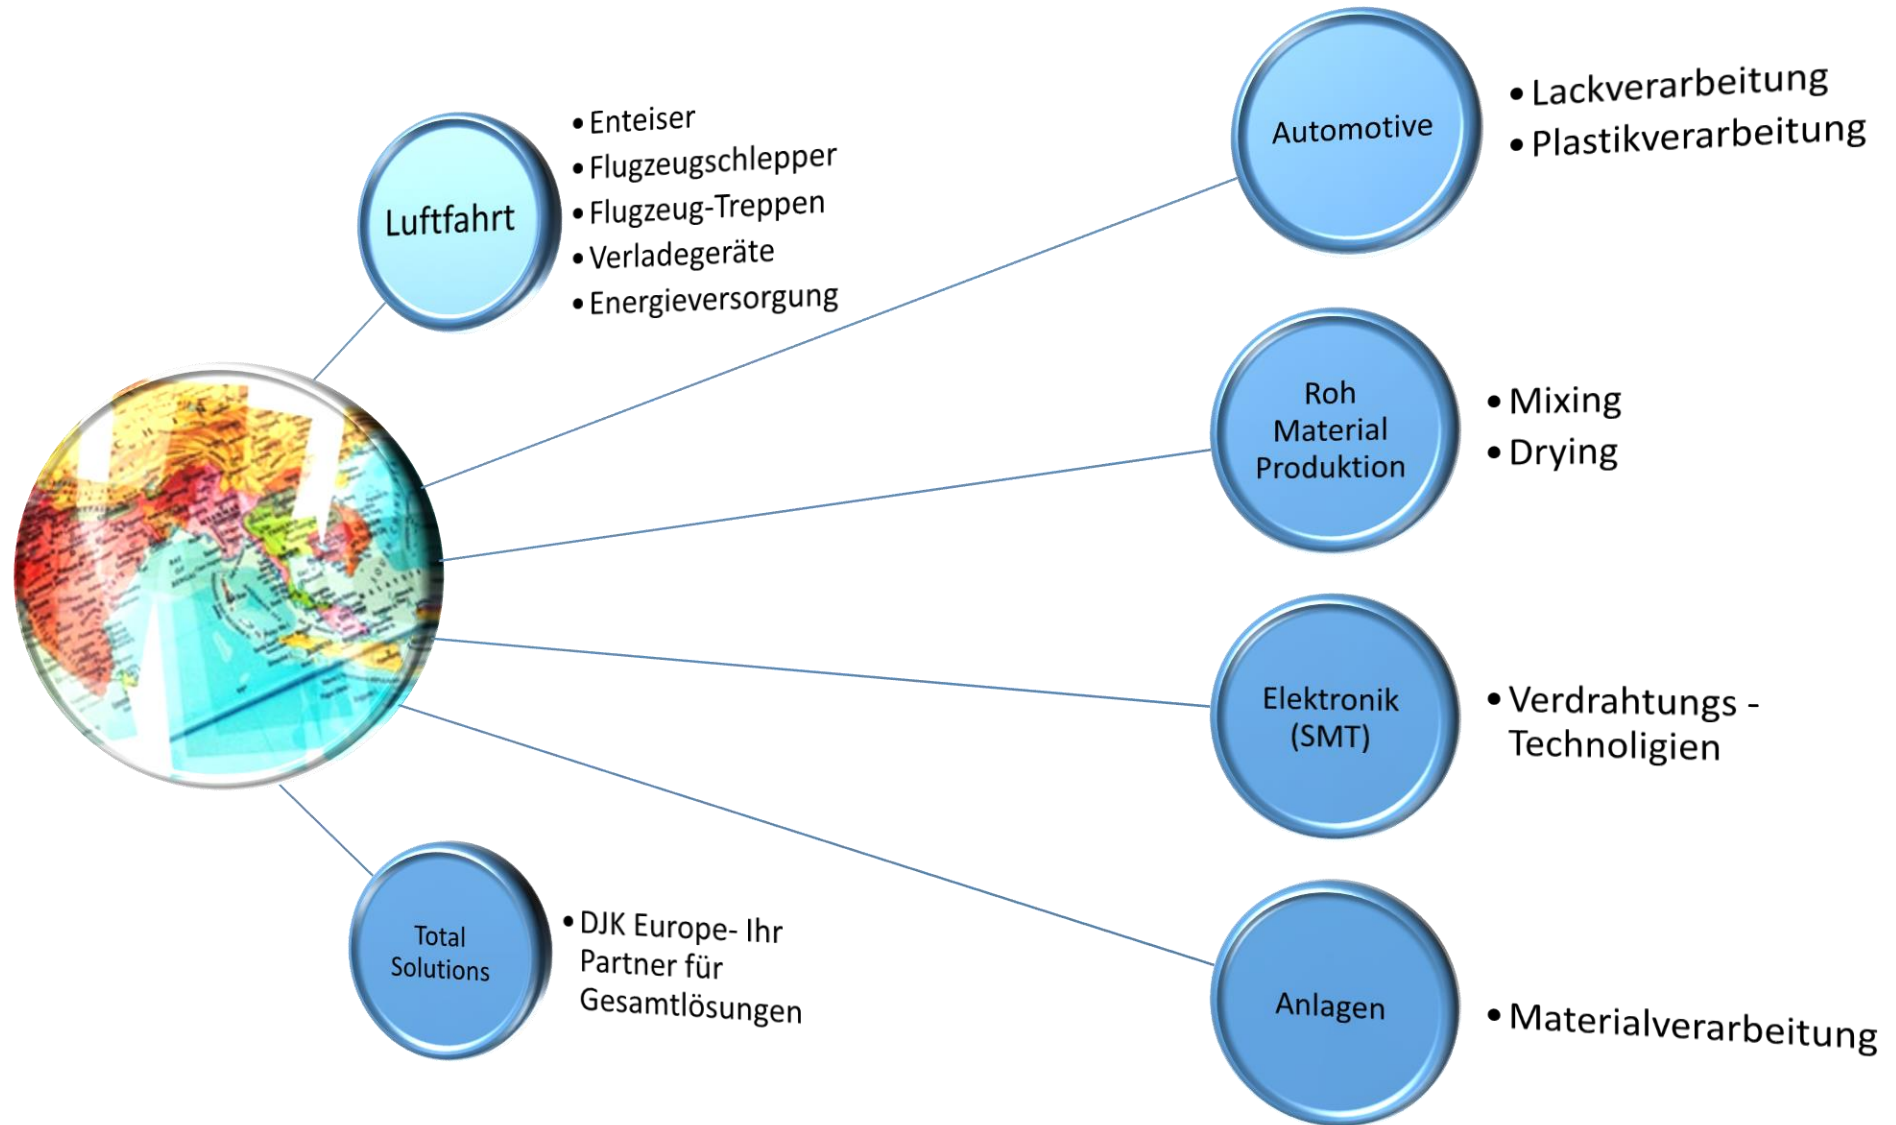 Luftfahrt
• Enteiser
• Flugzeugschlepper
• Flugzeug-Treppen
• Verladegeräte
• Energieversorgung
Automotive
• Lackverarbeitung
• Plastikverarbeitung
Roh
Material
Produktion
• Mixing
• Drying
Elektronik
(SMT)
• Verdrahtungs -
Technoligien
Anlagen
• Materialverarbeitung
Total
Solutions
• DJK Europe- Ihr
Partner für
Gesamtlösungen